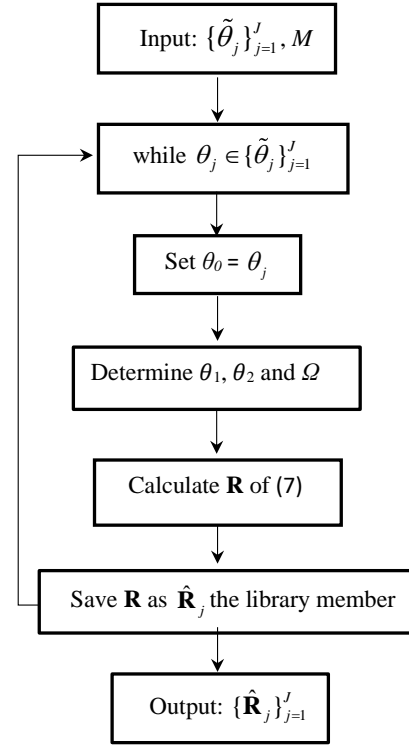 Input: {θ̃_j}_{j=1}^J, M
while θ_j ∈ {θ̃_j}_{j=1}^J
Set θ_0 = θ_j
Determine θ_1, θ_2 and Ω
Calculate R of (7)
Save R as R̂_j the library member
Output: {R̂_j}_{j=1}^J